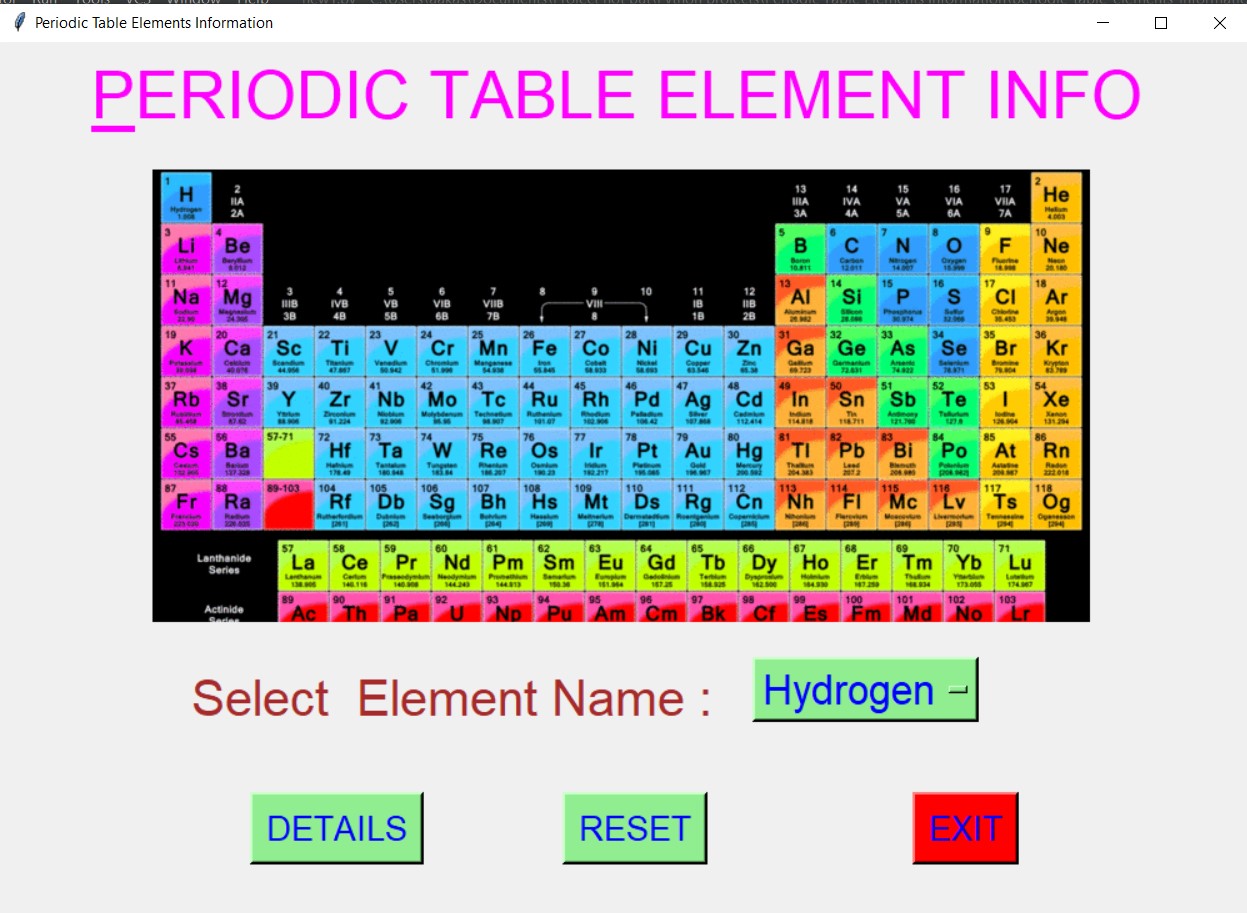 Periodic Table Elements Information
PERIODIC TABLE ELEMENT INFO
1 2
H 2 13 14 15 16 17 He
Hydrogen IIA IIIA IVA VA VIA VIIA Helium
1.008 2A 3A 4A 5A 6A 7A 4.003
3 4 5 6 7 8 9 10
Li Be B C N O F Ne
Lithium Beryllium Boron Carbon Nitrogen Oxygen Fluorine Neon
9.012 10.811 12.011 14.007 15.999 18.998 20.180
11 12 13 14 15 16 17 18
Na Mg Al Si P S Cl Ar
Sodium Magnesium Aluminum Silicon Phosphorus Sulfur Chlorine Argon
26.982 28.086 30.974 35.453 39.948
3 4 5 6 7 8 9 10 11 12
IIIB IVB VB VIB VIIB VIII IB IIB
3B 4B 5B 6B 7B 8 1B 2B
19 20 21 22 23 24 25 26 27 28 29 30 31 32 33 34 35 36
K Ca Sc Ti V Cr Mn Fe Co Ni Cu Zn Ga Ge As Se Br Kr
Potassium Calcium Scandium Titanium Vanadium Chromium Manganese Iron Cobalt Nickel Copper Zinc Gallium Germanium Arsenic Selenium Bromine Krypton
40.078 44.956 47.867 50.942 51.996 54.938 55.845 58.933 58.693 63.546 65.38 69.723 72.631 74.922 78.971 79.904
37 38 39 40 41 42 43 44 45 46 47 48 49 50 51 52 53 54
Rb Sr Y Zr Nb Mo Tc Ru Rh Pd Ag Cd In Sn Sb Te I Xe
Rubidium Strontium Yttrium Zirconium Niobium Molybdenum Technetium Ruthenium Rhodium Palladium Silver Cadmium Indium Tin Antimony Tellurium Iodine Xenon
87.62 88.906 91.224 92.906 95.95 98.907 101.07 102.906 106.42 107.868 112.414 114.818 118.711 121.760 127.6 126.904 131.294
55 56 57-71 72 73 74 75 76 77 78 79 80 81 82 83 84 85 86
Cs Ba Hf Ta W Re Os Ir Pt Au Hg Tl Pb Bi Po At Rn
Cesium Barium Hafnium Tantalum Tungsten Rhenium Osmium Iridium Platinum Gold Mercury Thallium Lead Bismuth Polonium Astatine Radon
178.49 180.948 183.84 186.207 190.23 192.217 195.085 196.967 200.592 204.383 207.2 208.980 [208.982] 209.987 222.018
87 88 89-103 104 105 106 107 108 109 110 111 112 113 114 115 116 117 118
Fr Ra Rf Db Sg Bh Hs Mt Ds Rg Cn Nh Fl Mc Lv Ts Og
Francium Radium Rutherfordium Dubnium Seaborgium Bohrium Hassium Meitnerium Darmstadtium Roentgenium Copernicium Nihonium Flerovium Moscovium Livermorium Tennessine Oganesson
[261] [262] [266] [264] [269] [278] [281] [280] [285] [286] [289] [286] [293] [294] [294]
57 58 59 60 61 62 63 64 65 66 67 68 69 70 71
Lanthanide La Ce Pr Nd Pm Sm Eu Gd Tb Dy Ho Er Tm Yb Lu
Series Lanthanum Cerium Praseodymium Neodymium Promethium Samarium Europium Gadolinium Terbium Dysprosium Holmium Erbium Thulium Ytterbium Lutetium
138.905 140.116 140.908 144.243 144.913 150.36 151.964 157.25 158.925 162.500 164.930 167.259 168.934 173.055 174.967
89 90 91 92 93 94 95 96 97 98 99 100 101 102 103
Actinide Ac Th Pa U Np Pu Am Cm Bk Cf Es Fm Md No Lr
Series
Select Element Name :
Hydrogen
DETAILS RESET EXIT